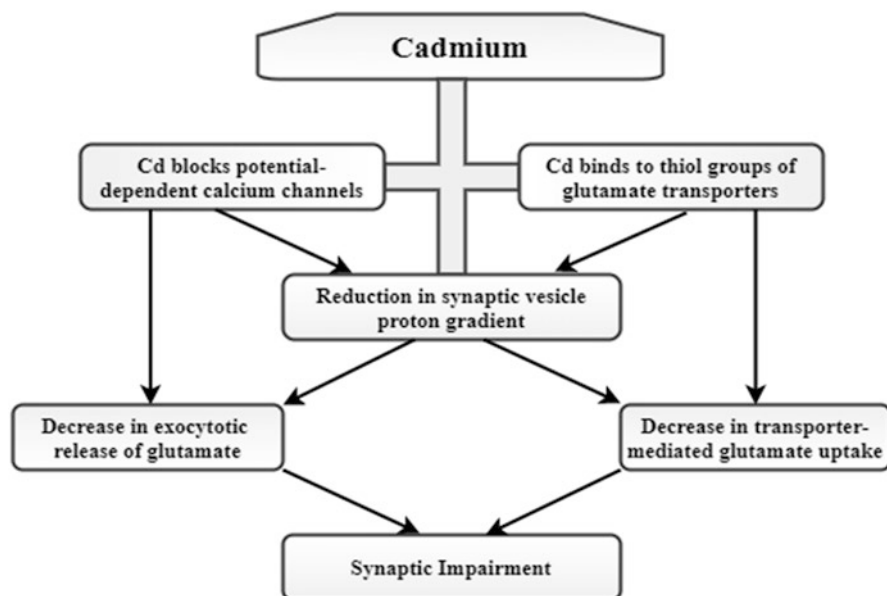 Cadmium
Cd blocks potential-
dependent calcium
channels
Cd binds to thiol groups of
glutamate transporters
Reduction in synaptic vesicle
proton gradient
Decrease in exocytotic
release of glutamate
Decrease in transporter-
mediated glutamate uptake
Synaptic Impairment